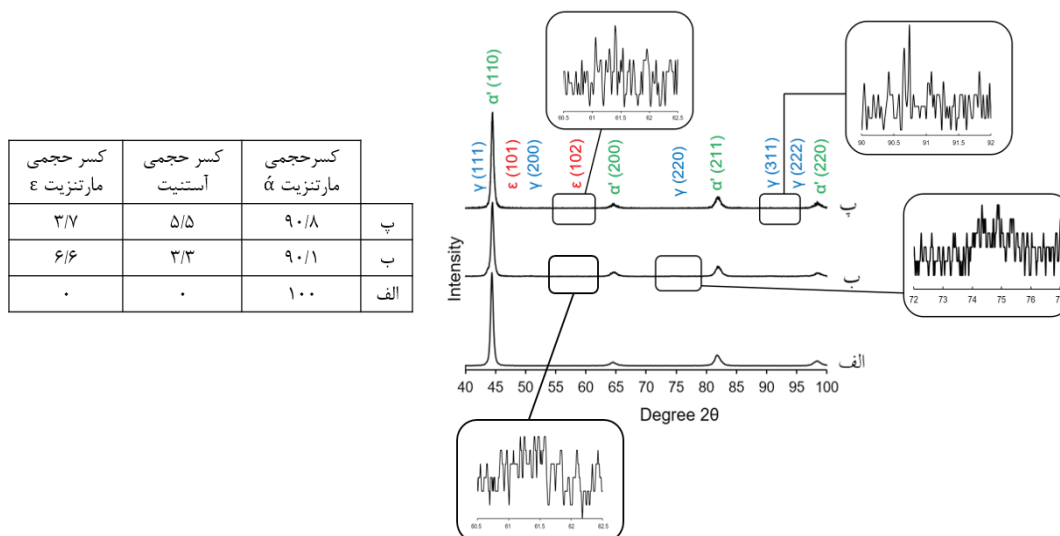 کسرحجمی مارتنزیت ά
کسر حجمی آستنیت
کسر حجمی مارتنزیت ε
پ ۹۰/۸ ۵/۵ ۳/۷
ب ۹۰/۱ ۳/۳ ۶/۶
الف ۱۰۰ ۰ ۰
γ (111)
α' (110)
ε (101)
γ (200)
ε (102)
α' (200)
γ (220)
α' (211)
γ (311)
γ (222)
α' (220)
60.5 61 61.5 62 62.5
90 90.5 91 91.5 92
پ
72 73 74 75 76
ب
الف
Intensity
40 45 50 55 60 65 70 75 80 85 90 95 100
Degree 2θ
60.5 61 61.5 62 62.5